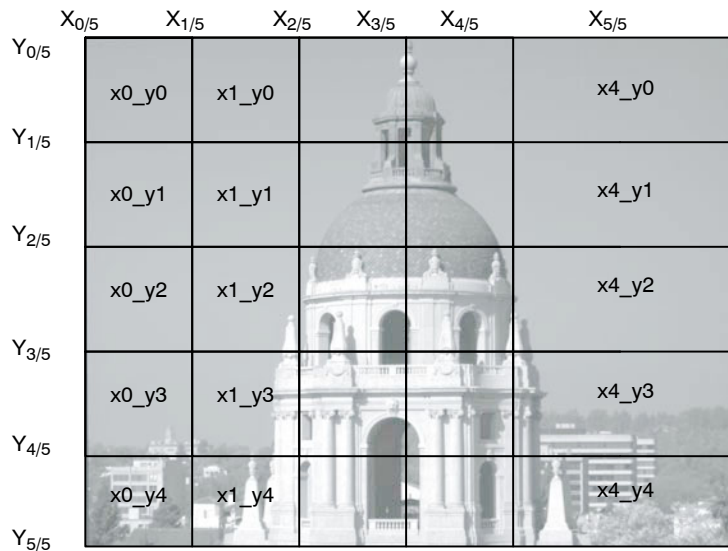 X0/5 X1/5 X2/5 X3/5 X4/5 X5/5
Y0/5
x0_y0 x1_y0 x4_y0
Y1/5
x0_y1 x1_y1 x4_y1
Y2/5
x0_y2 x1_y2 x4_y2
Y3/5
x0_y3 x1_y3 x4_y3
Y4/5
x0_y4 x1_y4 x4_y4
Y5/5